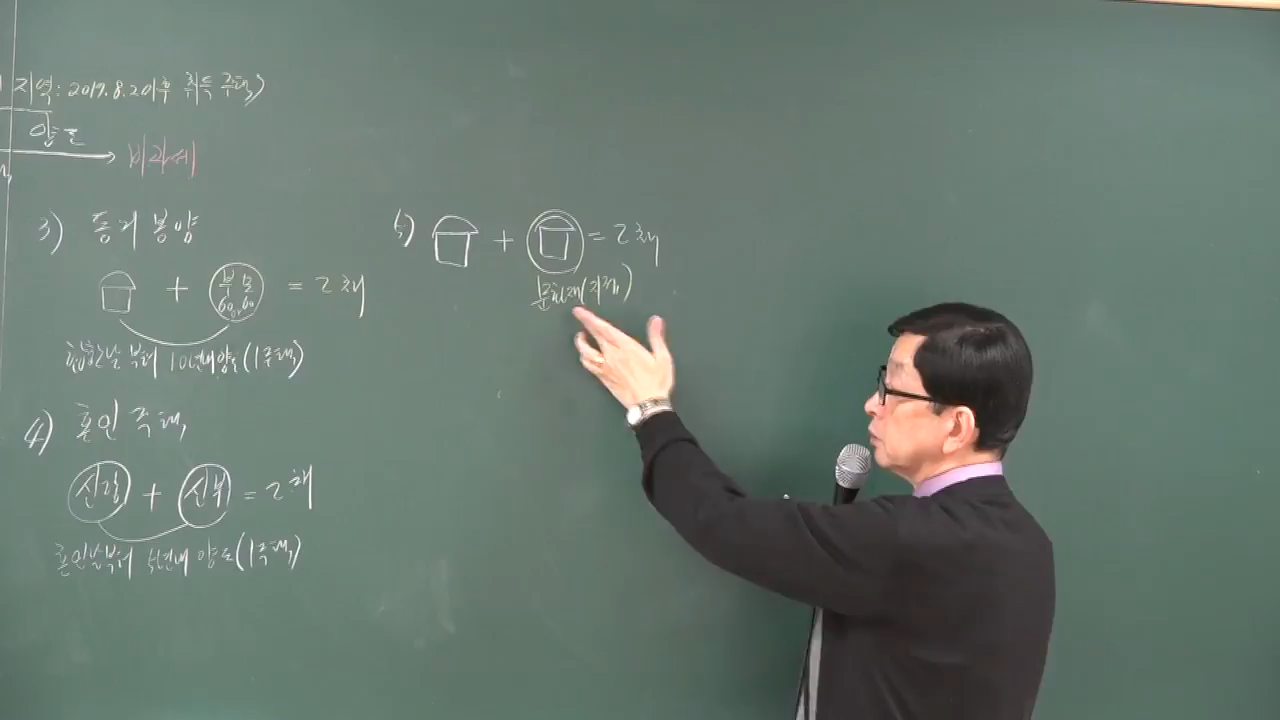 지역: 2017.8.2 이후 취득 주택)
양도
비과세
3) 동거봉양
+ 부모 60, 60 = 2채
합한날부터 10년내 양도 (1주택)
4) 혼인 주택
신랑 + 신부 = 2채
혼인날부터 5년내 양도 (1주택)
5) + = 2채
문화재(지정)